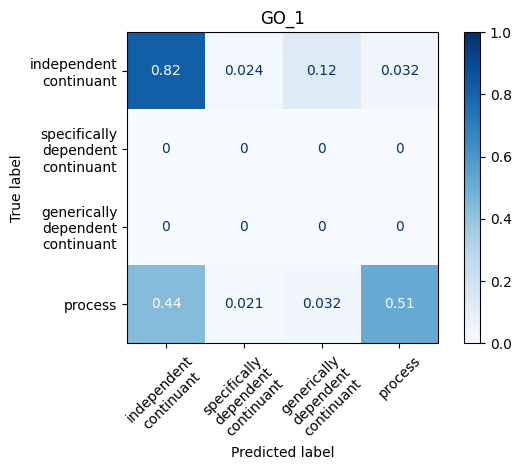 GO_1
independent
continuant
0.82 0.024 0.12 0.032
specifically
dependent
continuant
0 0 0 0
generically
dependent
continuant
0 0 0 0
process
0.44 0.021 0.032 0.51
True label
independent
continuant
specifically
dependent
continuant
generically
dependent
continuant
process
Predicted label
1.0
0.8
0.6
0.4
0.2
0.0